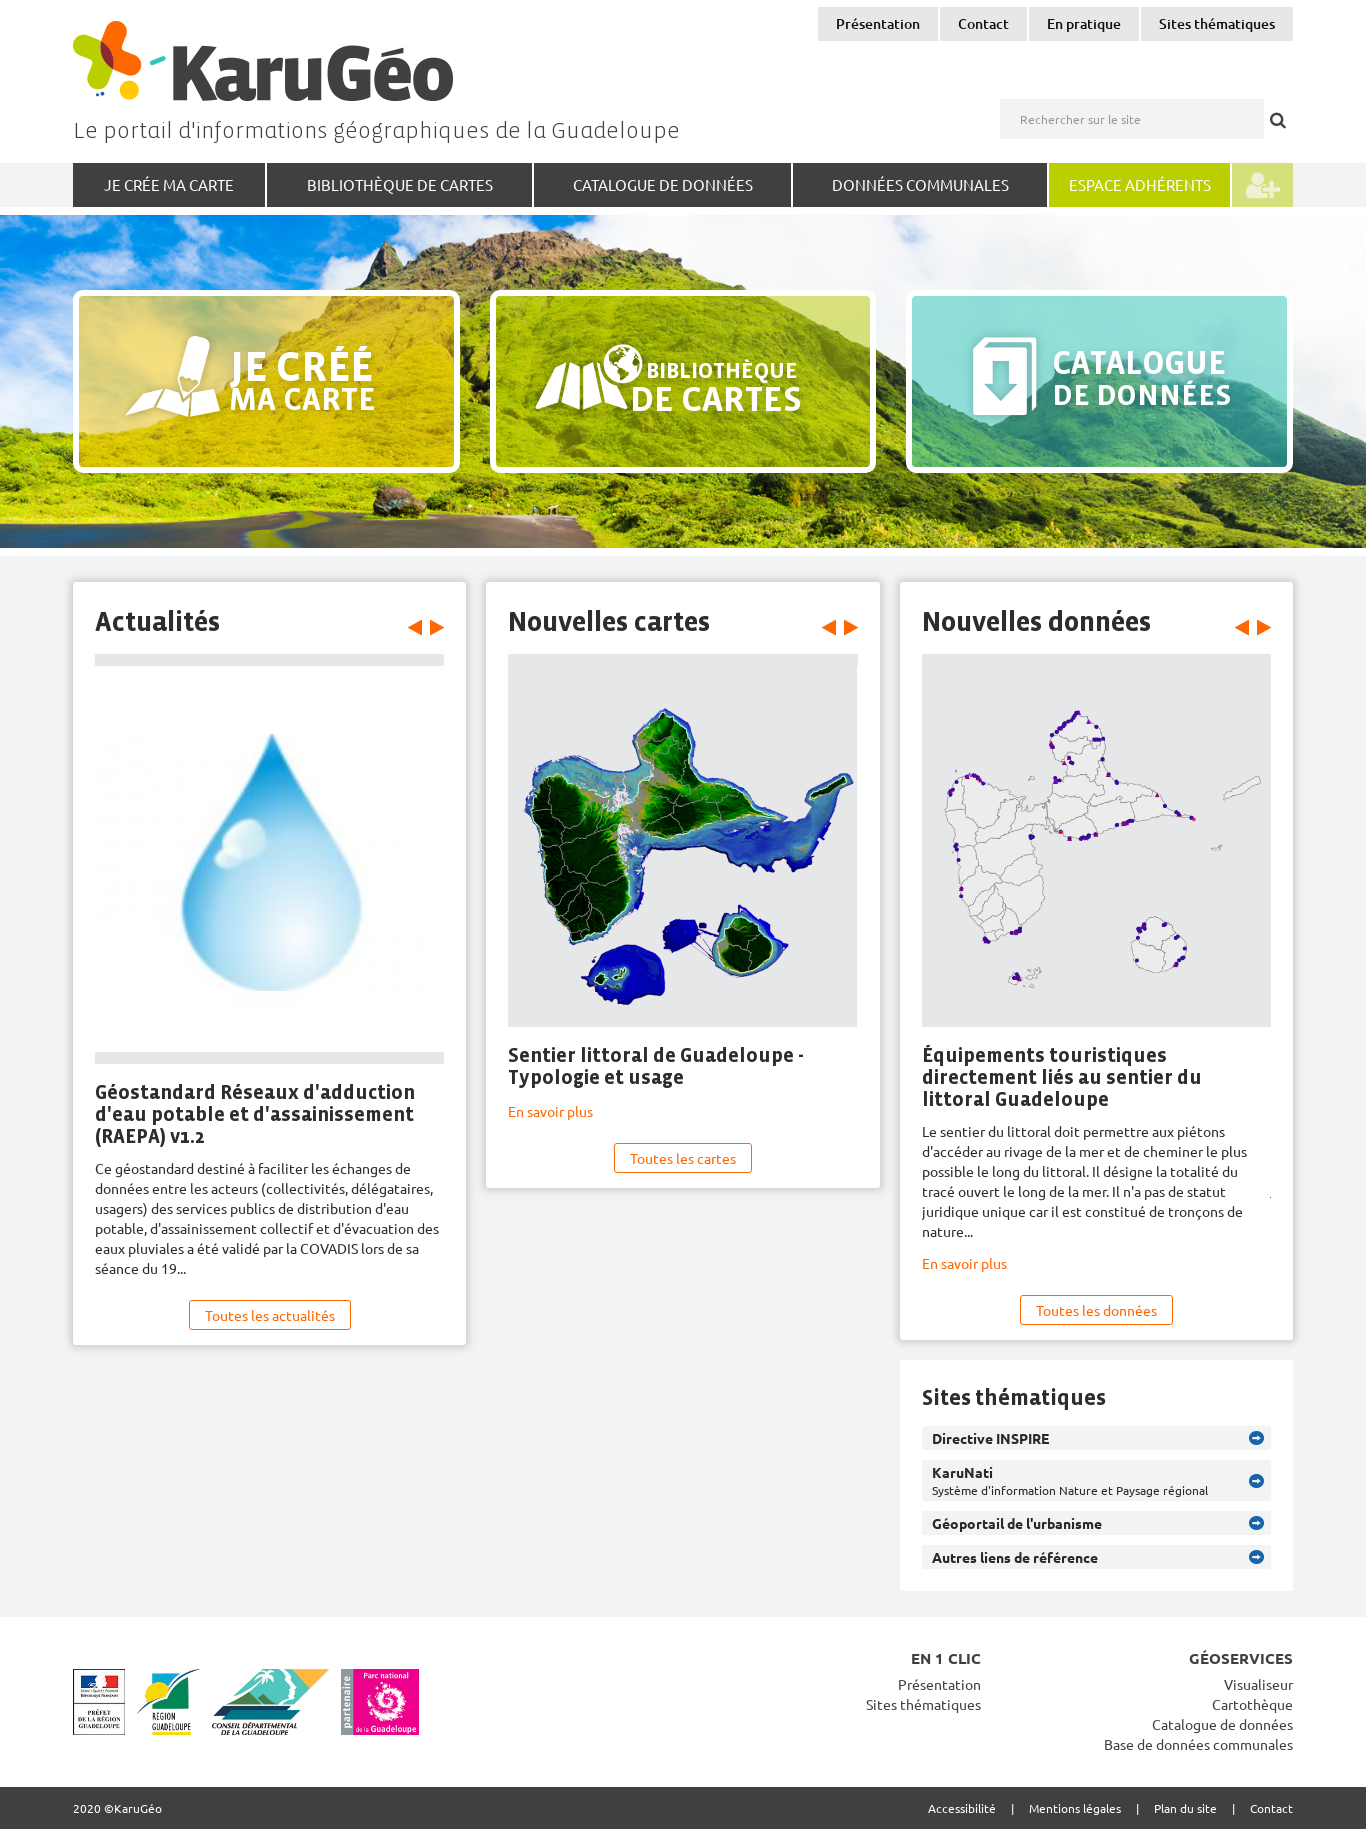 Présentation
Contact
En pratique
Sites thématiques
KaruGéo
Le portail d'informations géographiques de la Guadeloupe
Rechercher sur le site
JE CRÉE MA CARTE
BIBLIOTHÈQUE DE CARTES
CATALOGUE DE DONNÉES
DONNÉES COMMUNALES
ESPACE ADHÉRENTS
JE CRÉÉ
MA CARTE
BIBLIOTHÈQUE
DE CARTES
CATALOGUE
DE DONNÉES
Actualités
Géostandard Réseaux d'adduction
d'eau potable et d'assainissement
(RAEPA) v1.2
Ce géostandard destiné à faciliter les échanges de
données entre les acteurs (collectivités, délégataires,
usagers) des services publics de distribution d'eau
potable, d'assainissement collectif et d'évacuation des
eaux pluviales a été validé par la COVADIS lors de sa
séance du 19...
Toutes les actualités
Nouvelles cartes
Sentier littoral de Guadeloupe -
Typologie et usage
En savoir plus
Toutes les cartes
Nouvelles données
Équipements touristiques
directement liés au sentier du
littoral Guadeloupe
Le sentier du littoral doit permettre aux piétons
d'accéder au rivage de la mer et de cheminer le plus
possible le long du littoral. Il désigne la totalité du
tracé ouvert le long de la mer. Il n'a pas de statut
juridique unique car il est constitué de tronçons de
nature...
En savoir plus
Toutes les données
Sites thématiques
Directive INSPIRE
KaruNati
Système d'information Nature et Paysage régional
Géoportail de l'urbanisme
Autres liens de référence
PRÉFET
DE LA RÉGION
GUADELOUPE
REGION
GUADELOUPE
CONSEIL DÉPARTEMENTAL
DE LA GUADELOUPE
partenaire
Parc national
de la Guadeloupe
EN 1 CLIC
Présentation
Sites thématiques
GÉOSERVICES
Visualiseur
Cartothèque
Catalogue de données
Base de données communales
2020 ©KaruGéo
Accessibilité | Mentions légales | Plan du site | Contact